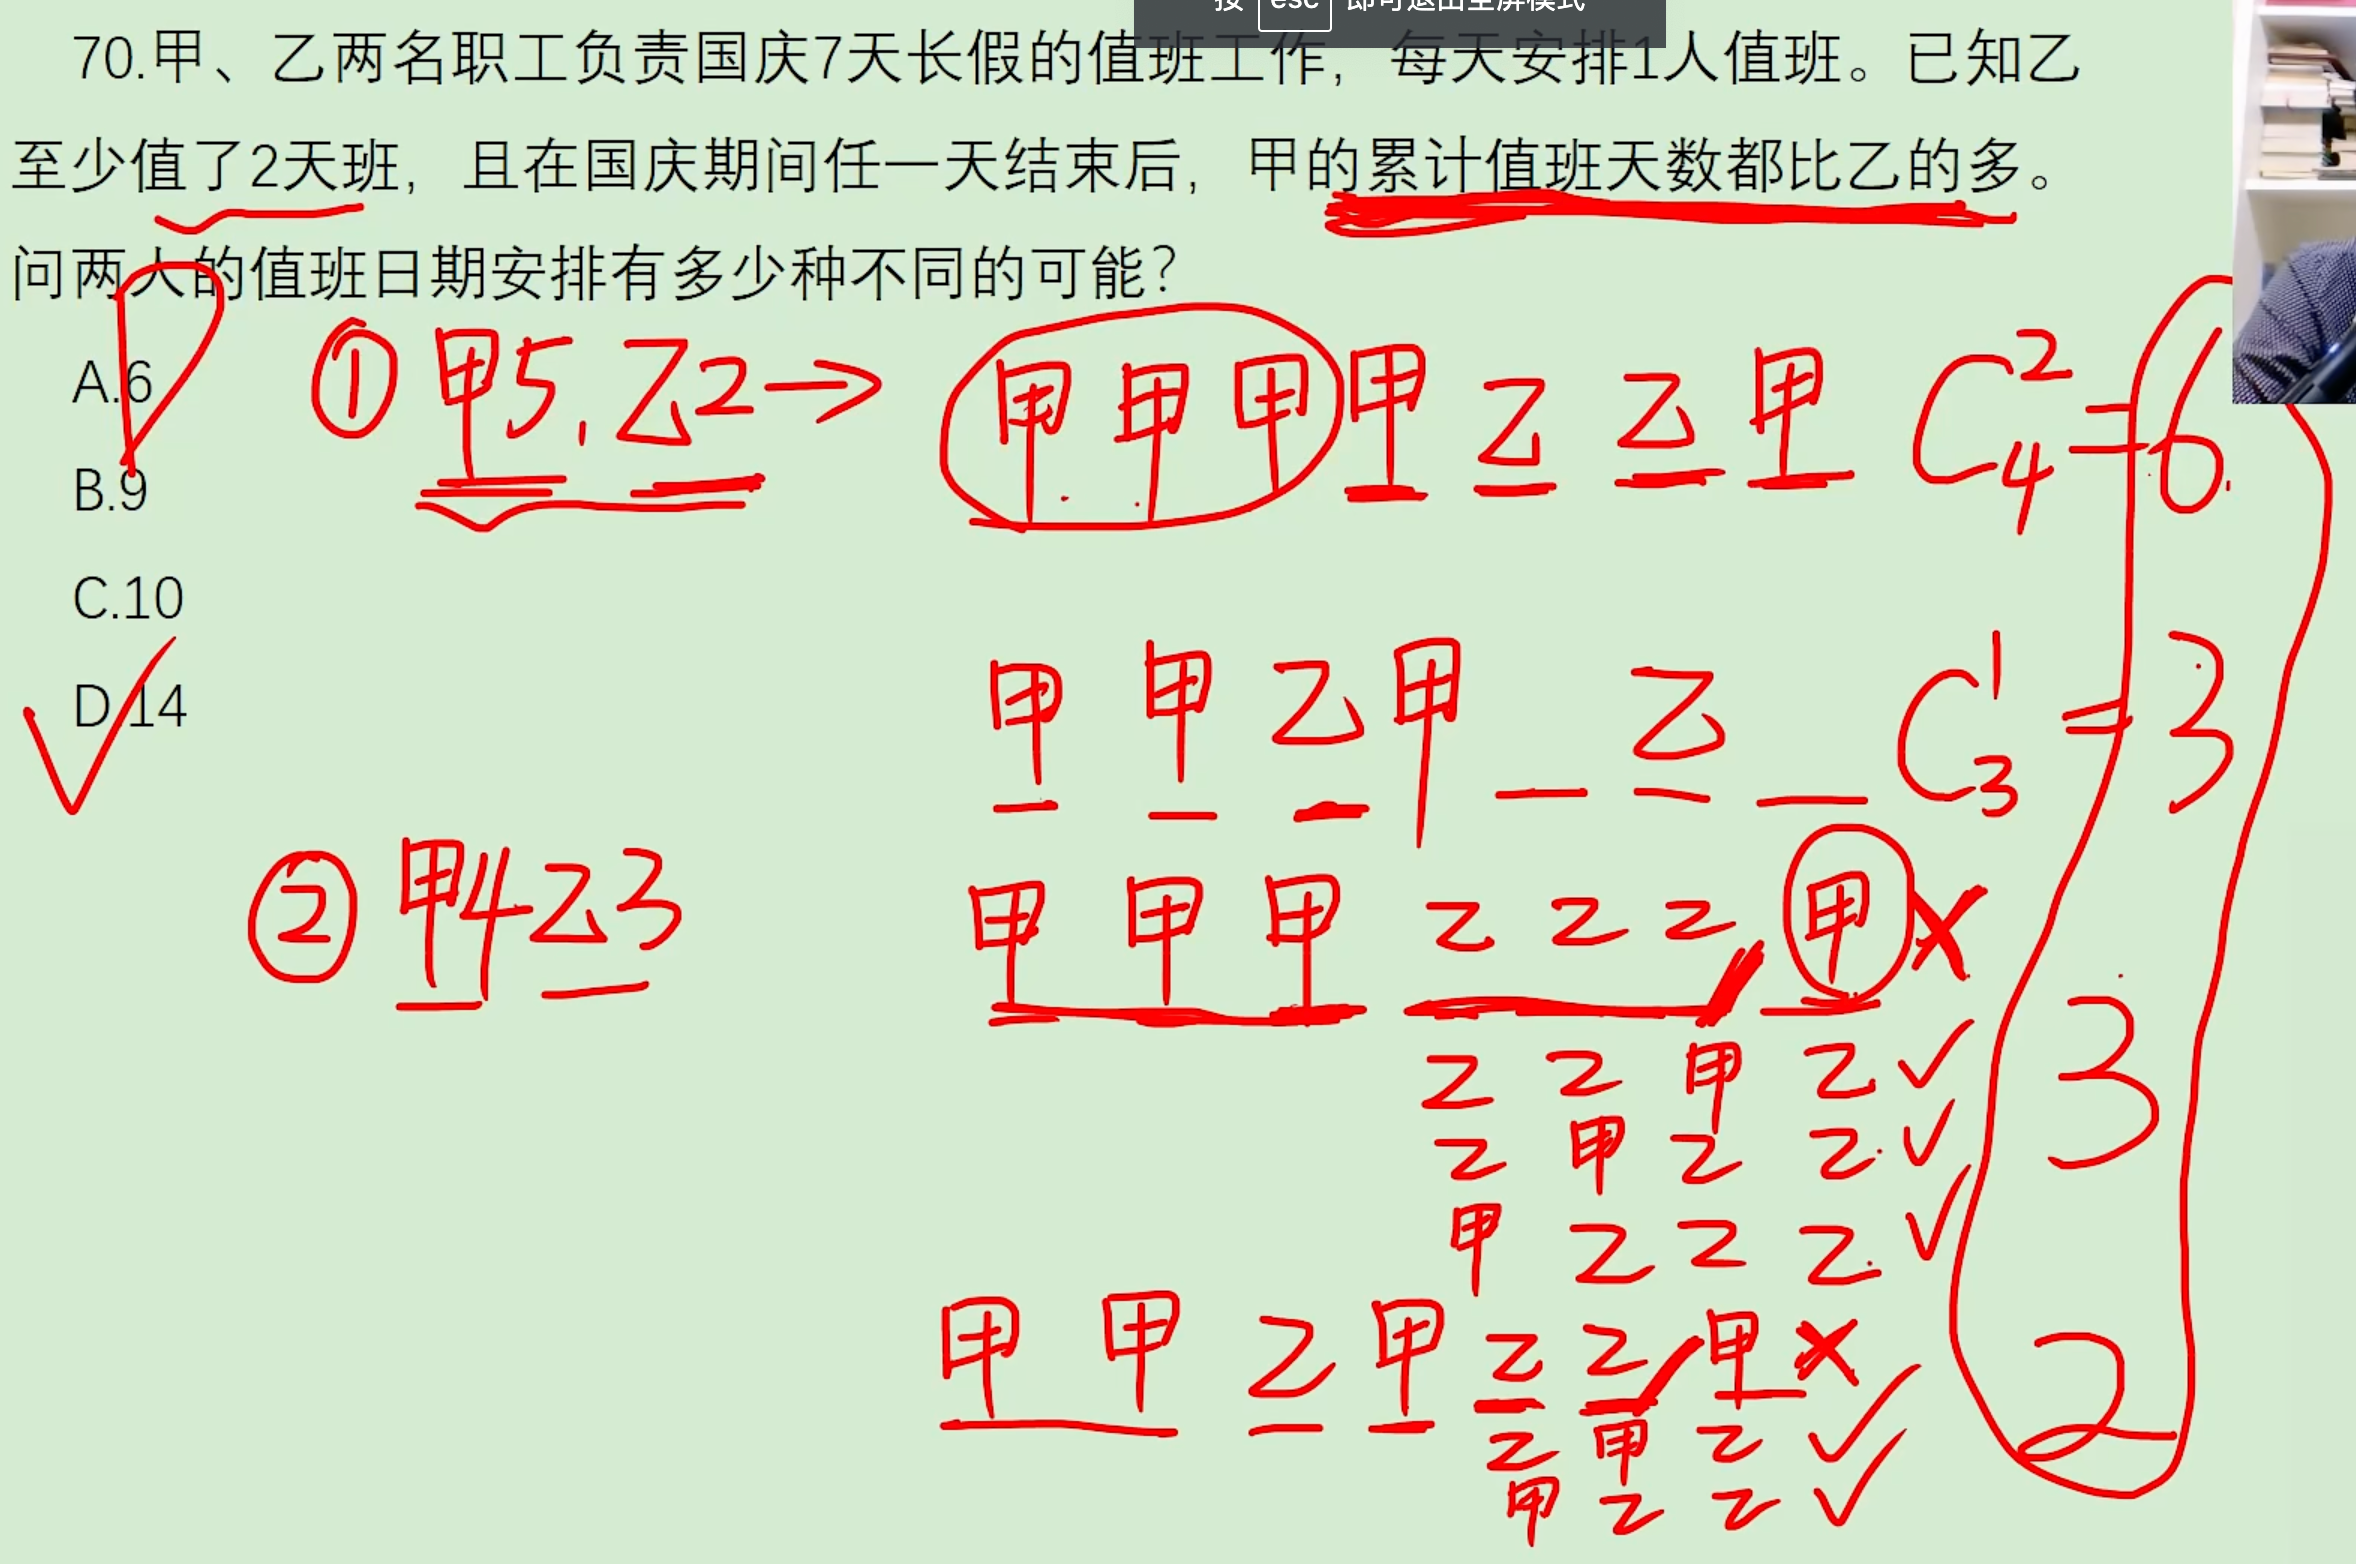 按 esc 即可退出全屏模式
70.甲、乙两名职工负责国庆7天长假的值班工作，每天安排1人值班。已知乙
至少值了2天班，且在国庆期间任一天结束后，甲的累计值班天数都比乙的多。
问两人的值班日期安排有多少种不同的可能？
A.6
B.9
C.10
D.14
① 甲5,乙2→ 甲 甲 甲 甲 乙 乙 甲 C₄²=6
甲 甲 乙 甲 _ 乙 _ C₃¹=3
② 甲4乙3 甲 甲 甲 乙 乙 乙 甲 ×
乙 乙 甲 乙 ✓ 3
乙 甲 乙 乙 ✓
甲 乙 乙 乙 ✓
甲 甲 乙 甲 乙 乙 甲 × 2
乙 甲 乙 ✓
甲 乙 乙 ✓